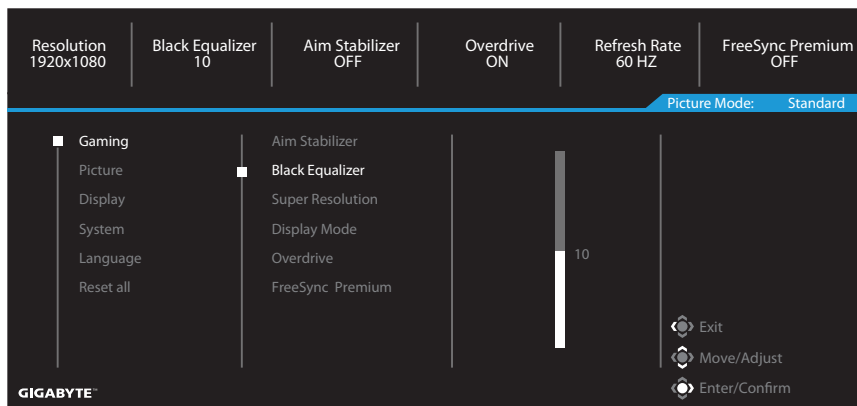 Resolution
1920x1080
Black Equalizer
10
Aim Stabilizer
OFF
Overdrive
ON
Refresh Rate
60 HZ
FreeSync Premium
OFF
Picture Mode: Standard
Gaming
Picture
Display
System
Language
Reset all
Aim Stabilizer
Black Equalizer
Super Resolution
Display Mode
Overdrive
FreeSync Premium
10
Exit
Move/Adjust
Enter/Confirm
GIGABYTE™